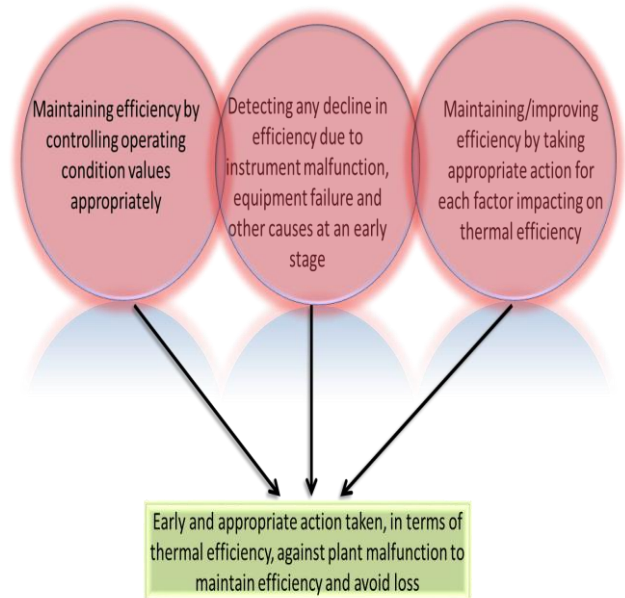 Maintaining efficiency by
controlling operating
condition values
appropriately
Detecting any decline in
efficiency due to
instrument malfunction,
equipment failure and
other causes at an early
stage
Maintaining/improving
efficiency by taking
appropriate action for
each factor impacting on
thermal efficiency
Early and appropriate action taken, in terms of
thermal efficiency, against plant malfunction to
maintain efficiency and avoid loss